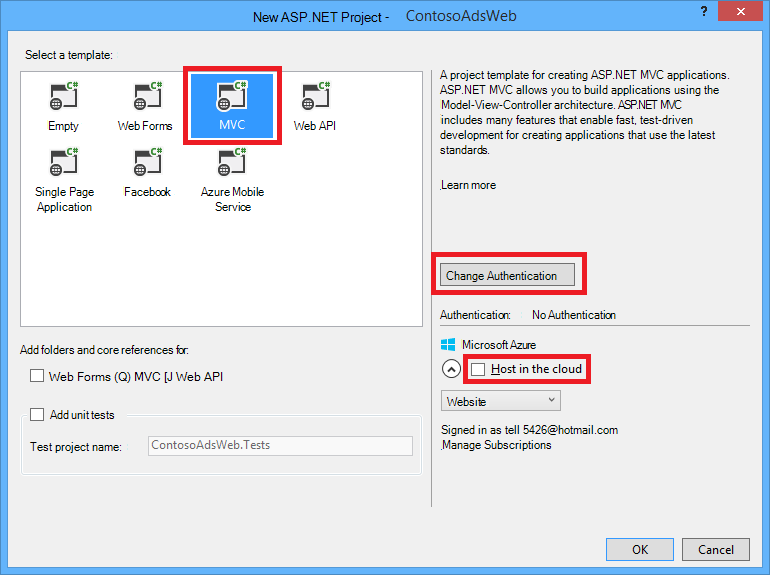 New ASP.NET Project - ContosoAdsWeb
?
Select a template:
C# C# C# C#
Empty Web Forms MVC Web API
C# C# C#
Single Page Application
Facebook
Azure Mobile Service
Add folders and core references for:
Web Forms (Q) MVC [J Web API
Add unit tests
Test project name: ContosoAdsWeb.Tests
A project template for creating ASP.NET MVC applications.
ASP.NET MVC allows you to build applications using the
Model-View-Controller architecture. ASP.NET MVC
includes many features that enable fast, test-driven
development for creating applications that use the latest
standards.
Learn more
Change Authentication
Authentication: No Authentication
Microsoft Azure
Host in the cloud
Website
Signed in as tell 5426@hotmail.com
Manage Subscriptions
OK Cancel